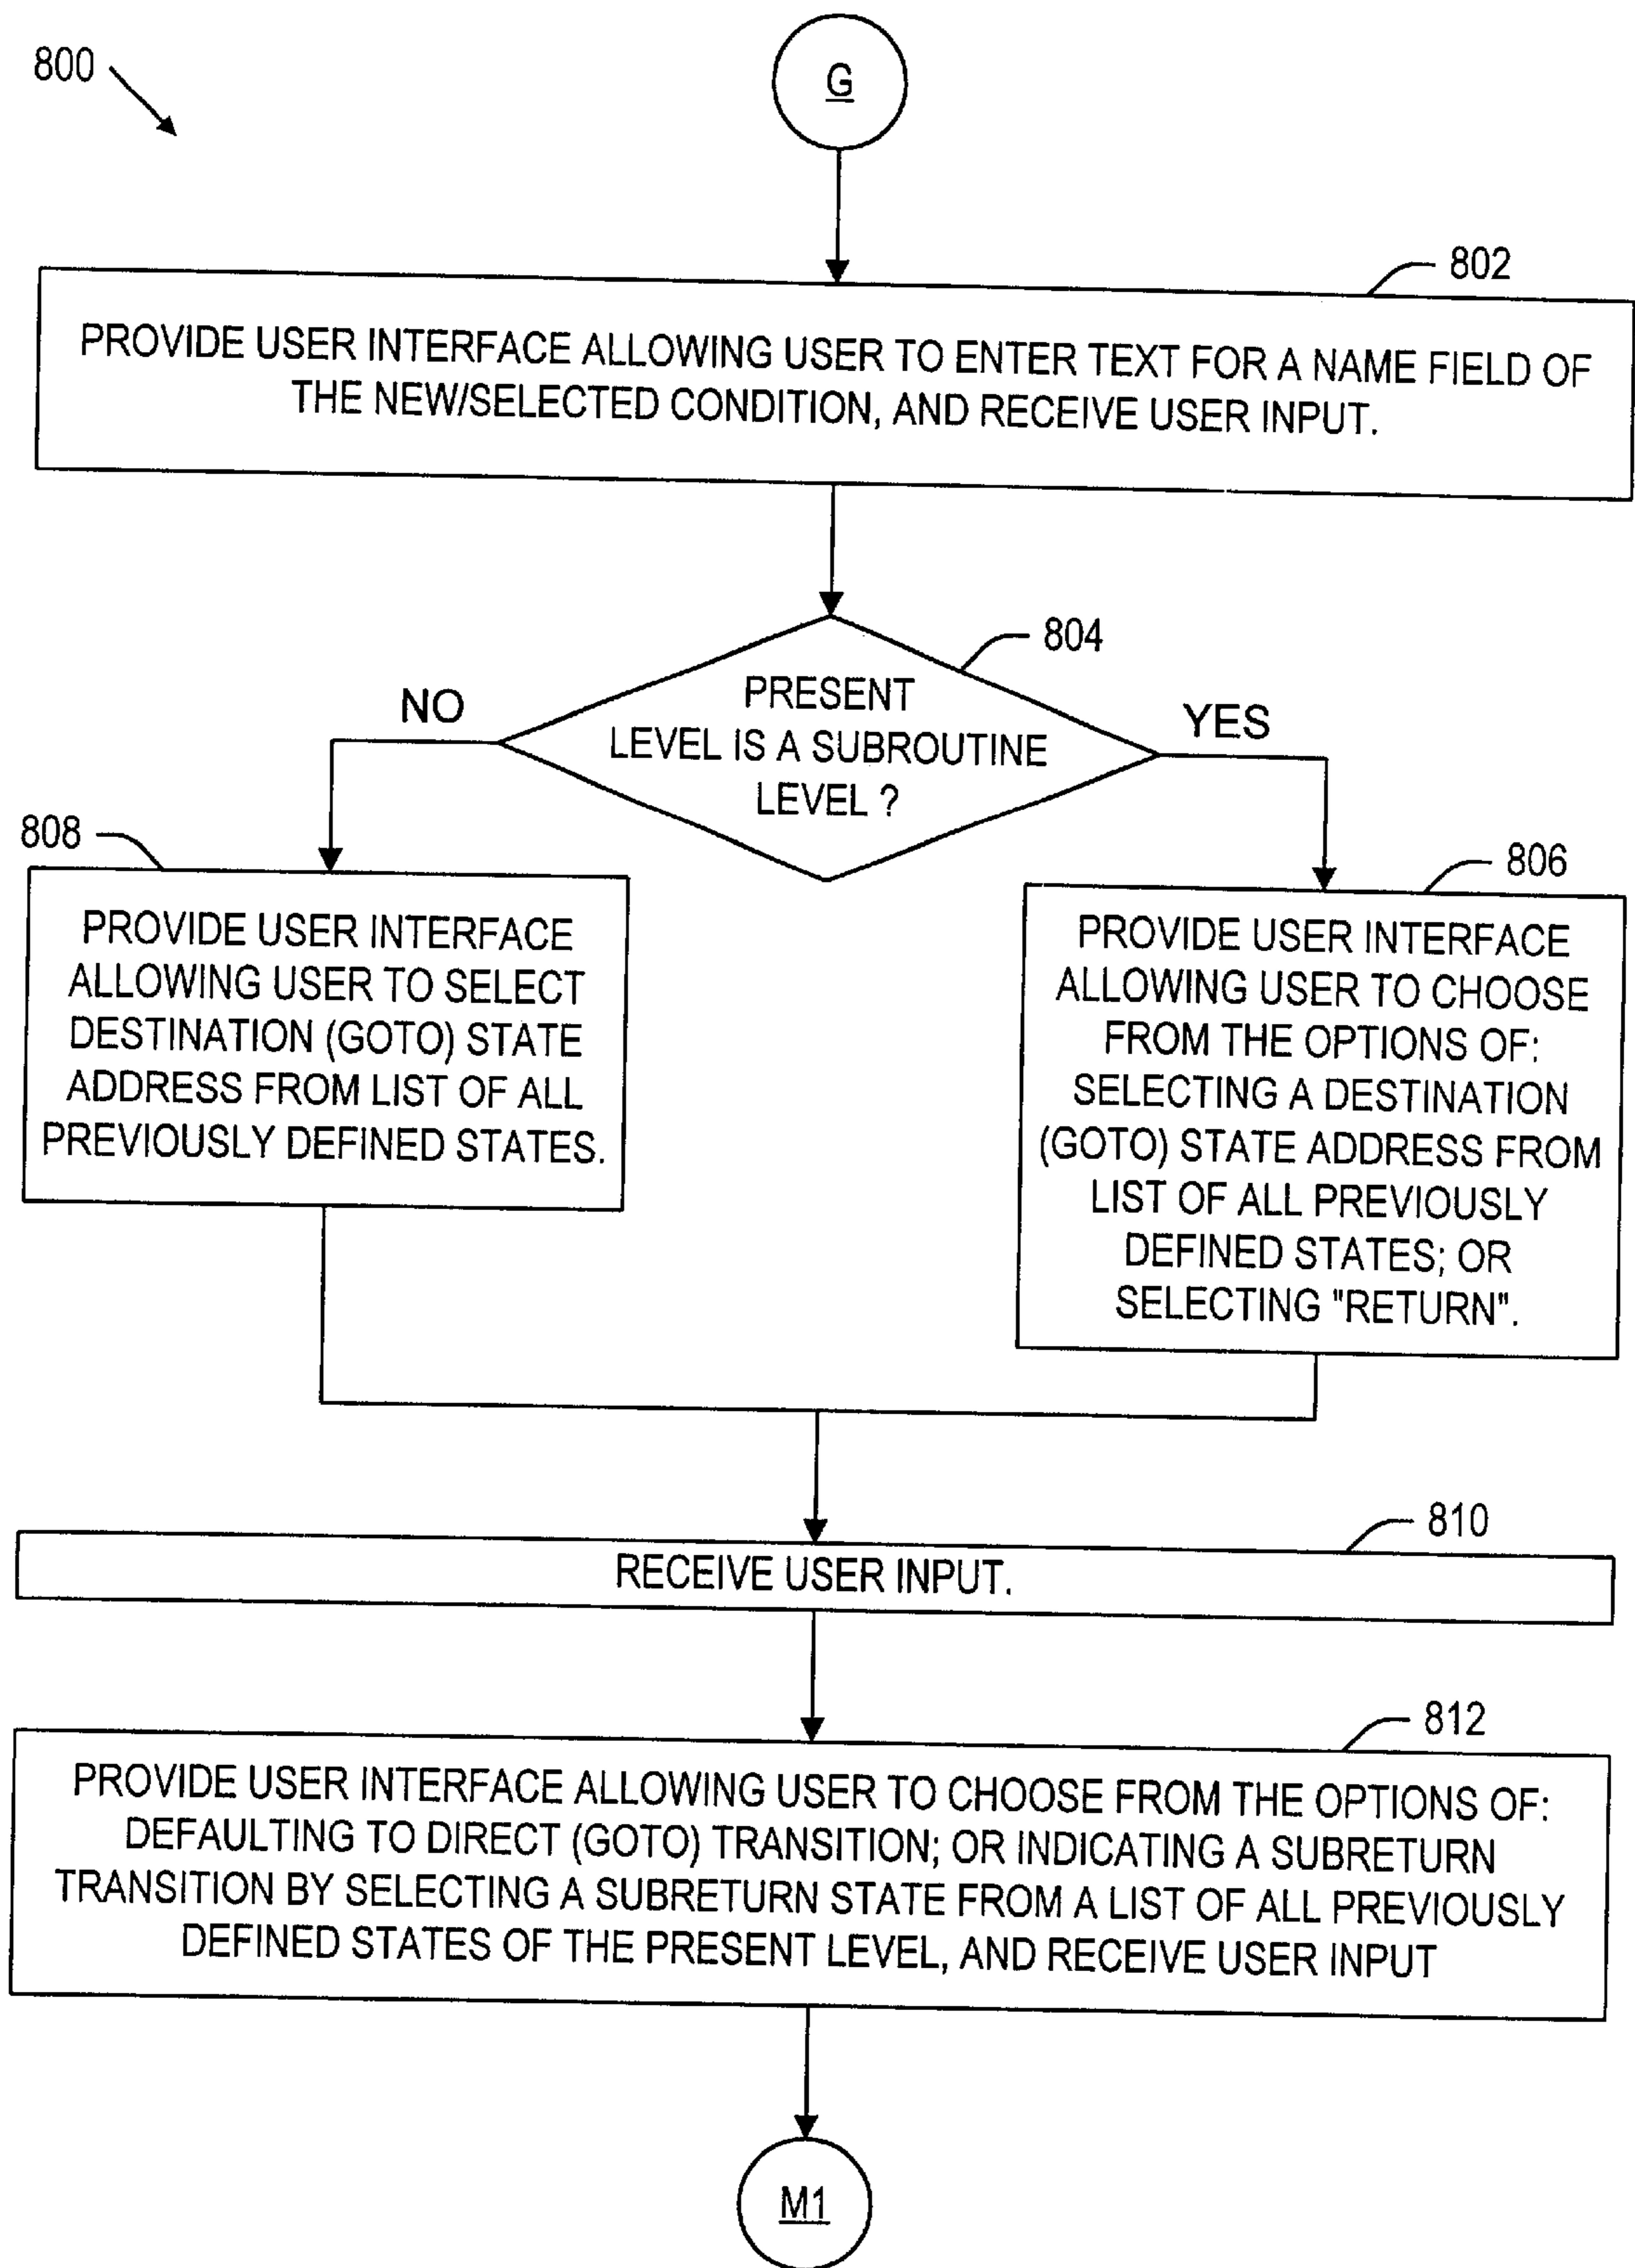 800
G
802
PROVIDE USER INTERFACE ALLOWING USER TO ENTER TEXT FOR A NAME FIELD OF
THE NEW/SELECTED CONDITION, AND RECEIVE USER INPUT.
804
PRESENT
LEVEL IS A SUBROUTINE
LEVEL ?
NO
YES
808
PROVIDE USER INTERFACE
ALLOWING USER TO SELECT
DESTINATION (GOTO) STATE
ADDRESS FROM LIST OF ALL
PREVIOUSLY DEFINED STATES.
806
PROVIDE USER INTERFACE
ALLOWING USER TO CHOOSE
FROM THE OPTIONS OF:
SELECTING A DESTINATION
(GOTO) STATE ADDRESS FROM
LIST OF ALL PREVIOUSLY
DEFINED STATES; OR
SELECTING "RETURN".
810
RECEIVE USER INPUT.
812
PROVIDE USER INTERFACE ALLOWING USER TO CHOOSE FROM THE OPTIONS OF:
DEFAULTING TO DIRECT (GOTO) TRANSITION; OR INDICATING A SUBRETURN
TRANSITION BY SELECTING A SUBRETURN STATE FROM A LIST OF ALL PREVIOUSLY
DEFINED STATES OF THE PRESENT LEVEL, AND RECEIVE USER INPUT
M1